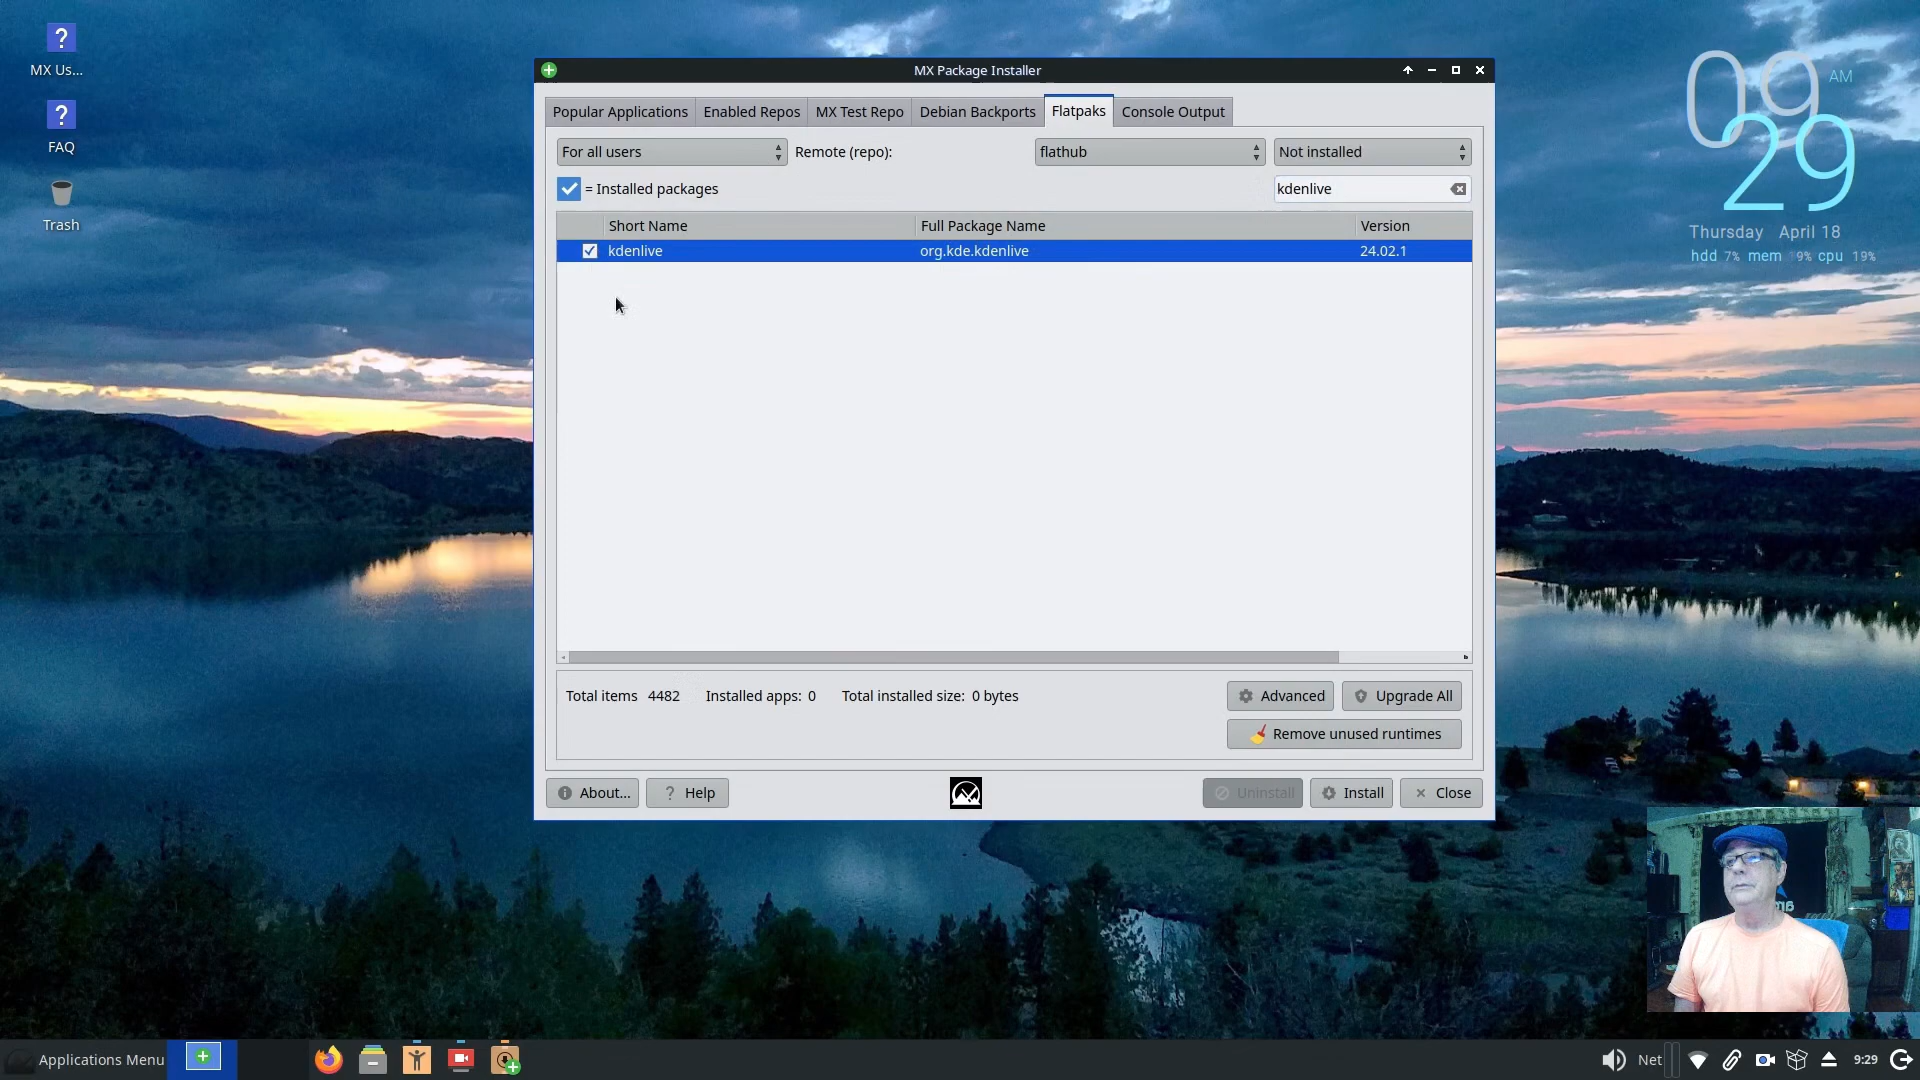 MX Us...
FAQ
Trash
MX Package Installer
Popular Applications
Enabled Repos
MX Test Repo
Debian Backports
Flatpaks
Console Output
For all users
Remote (repo):
flathub
Not installed
= Installed packages
kdenlive
Short Name
Full Package Name
Version
kdenlive
org.kde.kdenlive
24.02.1
Total items 4482
Installed apps: 0
Total installed size: 0 bytes
Advanced
Upgrade All
Remove unused runtimes
About...
? Help
Uninstall
Install
Close
09 AM
29
Thursday April 18
hdd 7% mem 9% cpu 19%
Applications Menu
Net
9:29